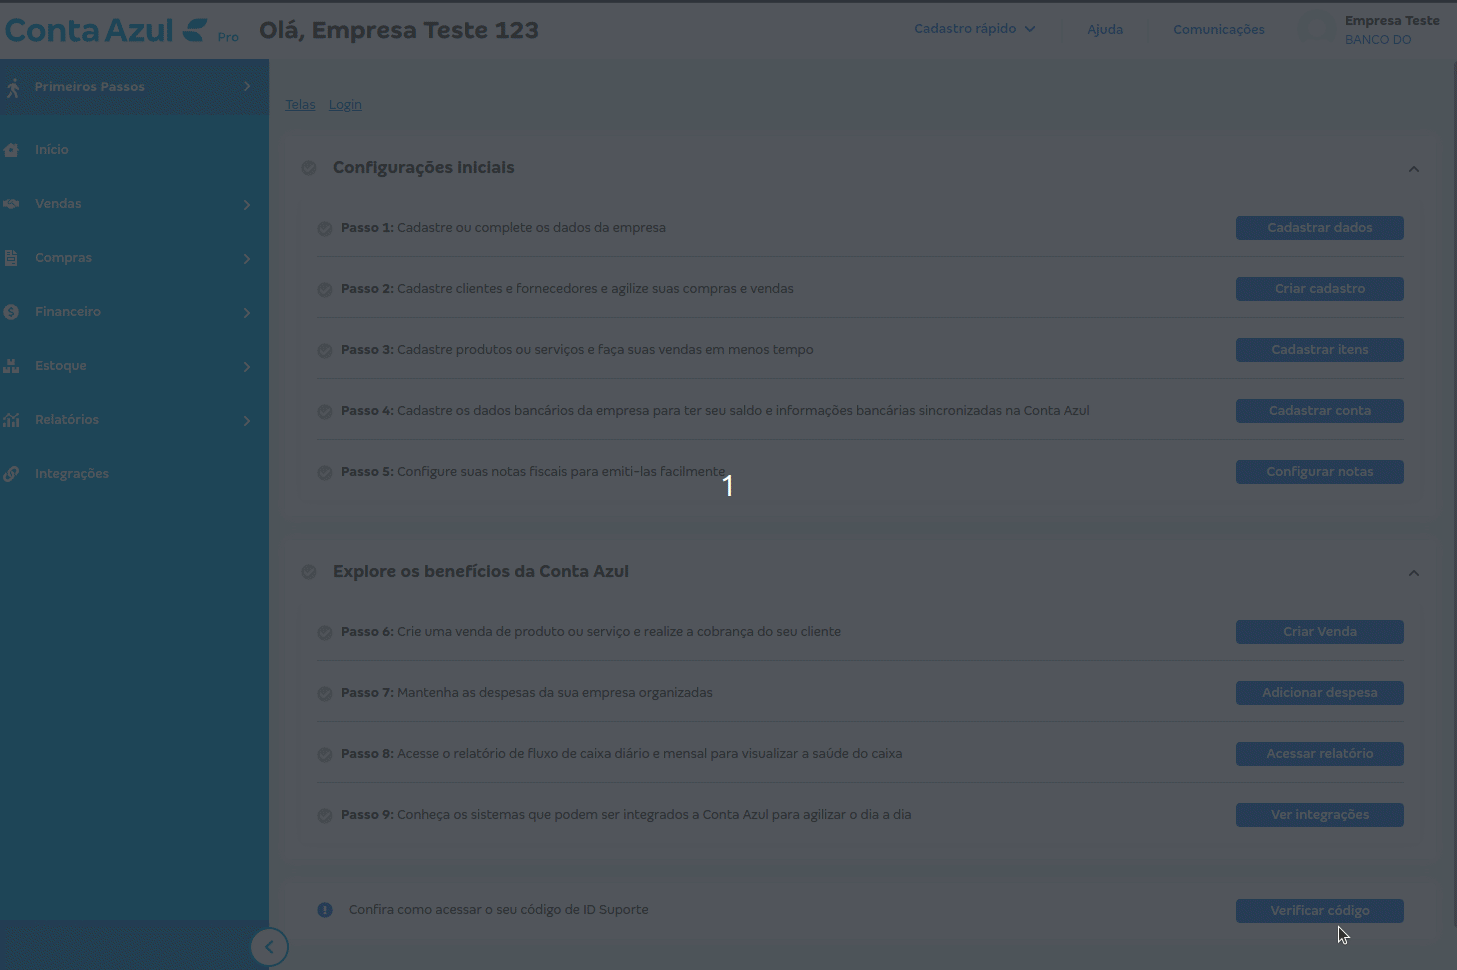 Conta Azul Pro
Olá, Empresa Teste 123
Cadastro rápido
Ajuda
Comunicações
Empresa Teste
BANCO DO
Primeiros Passos
Início
Vendas
Compras
Financeiro
Estoque
Relatórios
Integrações
Telas Login
Configurações Iniciais
Passo 1: Cadastre ou complete os dados da empresa
Cadastrar dados
Passo 2: Cadastre clientes e fornecedores e agilize suas compras e vendas
Criar cadastro
Passo 3: Cadastre produtos ou serviços e faça suas vendas em menos tempo
Cadastrar itens
Passo 4: Cadastre os dados bancários da empresa para ter seu saldo e informações bancárias sincronizadas na Conta Azul
Cadastrar conta
Passo 5: Configure suas notas fiscais para emiti-las facilmente
Configurar notas
1
Explore os benefícios da Conta Azul
Passo 6: Crie uma venda de produto ou serviço e realize a cobrança do seu cliente
Criar Venda
Passo 7: Mantenha as despesas da sua empresa organizadas
Adicionar despesa
Passo 8: Acesse o relatório de fluxo de caixa diário e mensal para visualizar a saúde do caixa
Acessar relatório
Passo 9: Conheça os sistemas que podem ser integrados a Conta Azul para agilizar o dia a dia
Ver integrações
Confira como acessar o seu código de ID Suporte
Verificar código